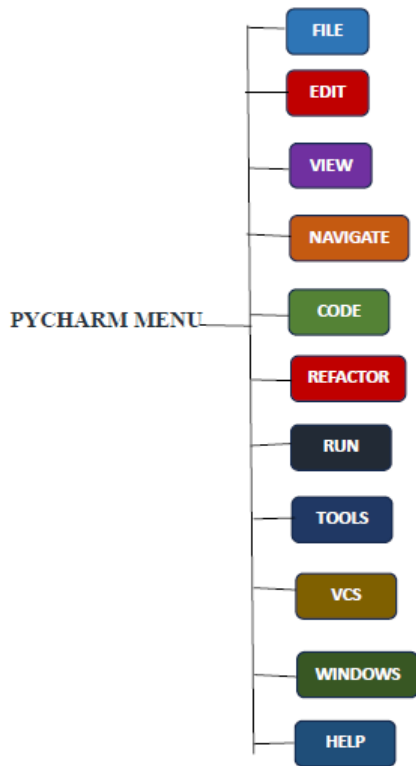 FILE
EDIT
VIEW
NAVIGATE
CODE
PYCHARM MENU
REFACTOR
RUN
TOOLS
VCS
WINDOWS
HELP